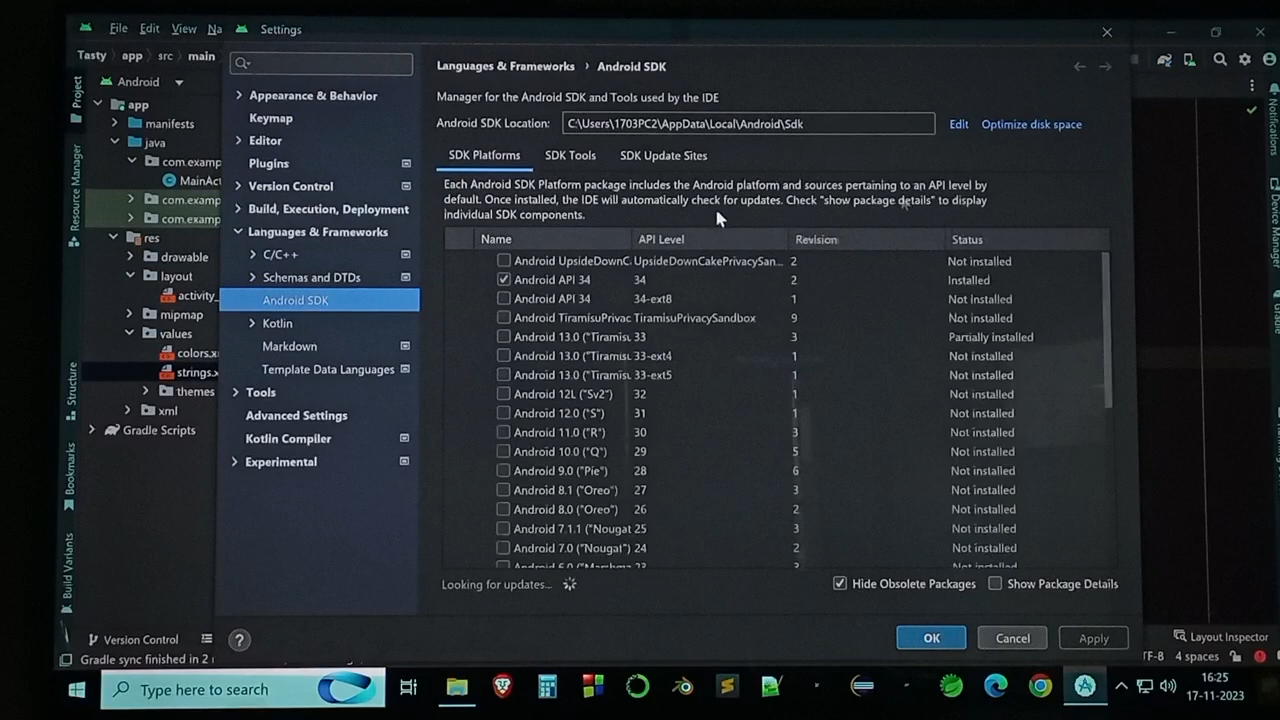 File Edit View Na
Settings
Tasty app src main
Android
app
manifests
java
com.examp
MainAct
com.examp
com.examp
res
drawable
layout
activity_
mipmap
values
colors.x
strings.x
themes
xml
Gradle Scripts
Project
Resource Manager
Structure
Bookmarks
Build Variants
Appearance & Behavior
Keymap
Editor
Plugins
Version Control
Build, Execution, Deployment
Languages & Frameworks
C/C++
Schemas and DTDs
Android SDK
Kotlin
Markdown
Template Data Languages
Tools
Advanced Settings
Kotlin Compiler
Experimental
Languages & Frameworks › Android SDK
Manager for the Android SDK and Tools used by the IDE
Android SDK Location: C:\Users\1703PC2\AppData\Local\Android\Sdk Edit Optimize disk space
SDK Platforms SDK Tools SDK Update Sites
Each Android SDK Platform package includes the Android platform and sources pertaining to an API level by
default. Once installed, the IDE will automatically check for updates. Check "show package details" to display
individual SDK components.
Name API Level Revision Status
Android UpsideDownC UpsideDownCakePrivacySan... 2 Not installed
Android API 34 34 2 Installed
Android API 34 34-ext8 1 Not installed
Android TiramisuPrivac TiramisuPrivacySandbox 9 Not installed
Android 13.0 ("Tiramisu 33 3 Partially installed
Android 13.0 ("Tiramisu 33-ext4 1 Not installed
Android 13.0 ("Tiramisu 33-ext5 1 Not installed
Android 12L ("Sv2") 32 1 Not installed
Android 12.0 ("S") 31 1 Not installed
Android 11.0 ("R") 30 3 Not installed
Android 10.0 ("Q") 29 5 Not installed
Android 9.0 ("Pie") 28 6 Not installed
Android 8.1 ("Oreo") 27 3 Not installed
Android 8.0 ("Oreo") 26 2 Not installed
Android 7.1.1 ("Nougat 25 3 Not installed
Android 7.0 ("Nougat") 24 2 Not installed
Looking for updates... Hide Obsolete Packages Show Package Details
? OK Cancel Apply
Notifications
Device Manager
Gradle
Version Control
Layout Inspector
Gradle sync finished in 2
TF-8 4 spaces
Type here to search
16:25
17-11-2023